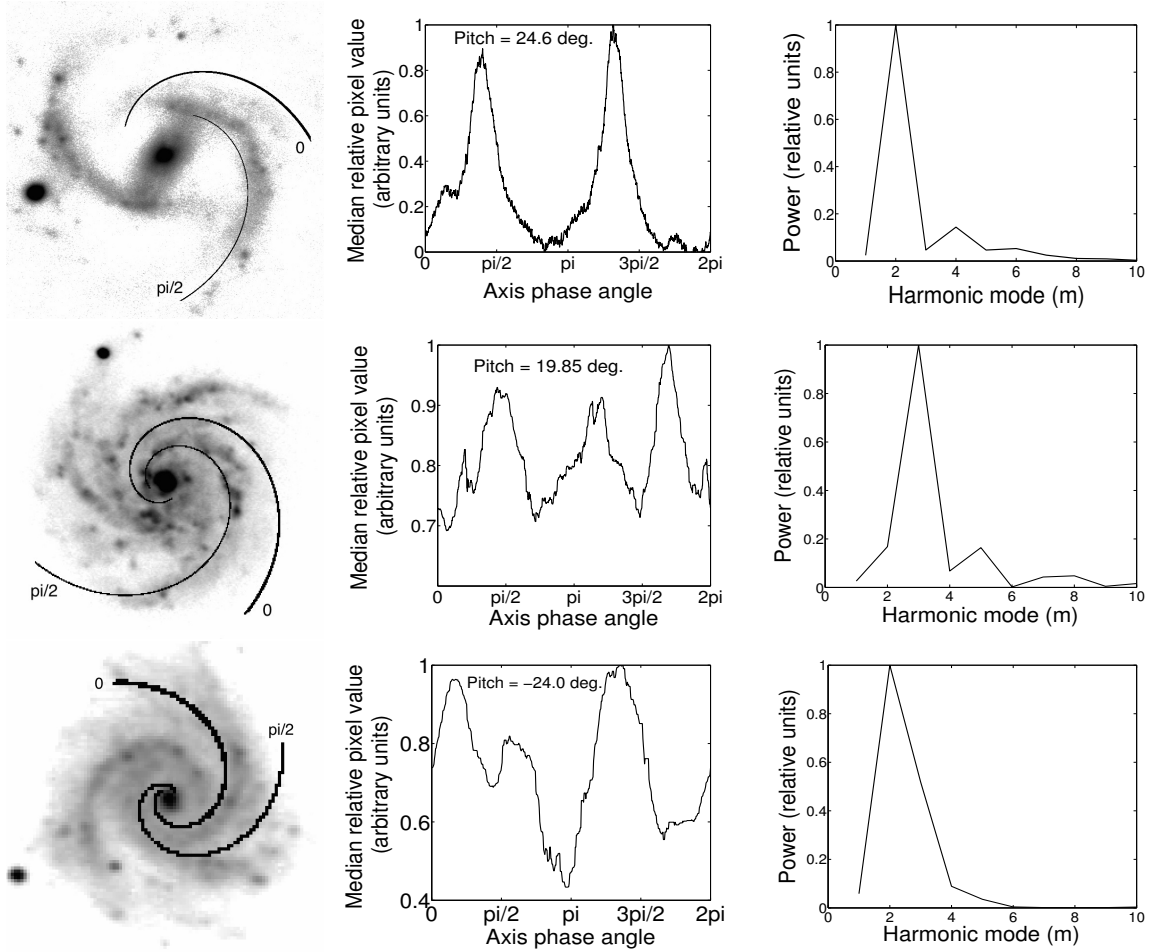 0
pi/2
Pitch = 24.6 deg.
Median relative pixel value
(arbitrary units)
1
0.8
0.6
0.4
0.2
0
0 pi/2 pi 3pi/2 2pi
Axis phase angle
Power (relative units)
1
0.8
0.6
0.4
0.2
0
0 2 4 6 8 10
Harmonic mode (m)
pi/2
0
Pitch = 19.85 deg.
Median relative pixel value
(arbitrary units)
1
0.9
0.8
0.7
0 pi/2 pi 3pi/2 2pi
Axis phase angle
Power (relative units)
1
0.8
0.6
0.4
0.2
0
0 2 4 6 8 10
Harmonic mode (m)
0
pi/2
Pitch = −24.0 deg.
Median relative pixel value
(arbitrary units)
1
0.8
0.6
0.4
0 pi/2 pi 3pi/2 2pi
Axis phase angle
Power (relative units)
1
0.8
0.6
0.4
0.2
0
0 2 4 6 8 10
Harmonic mode (m)